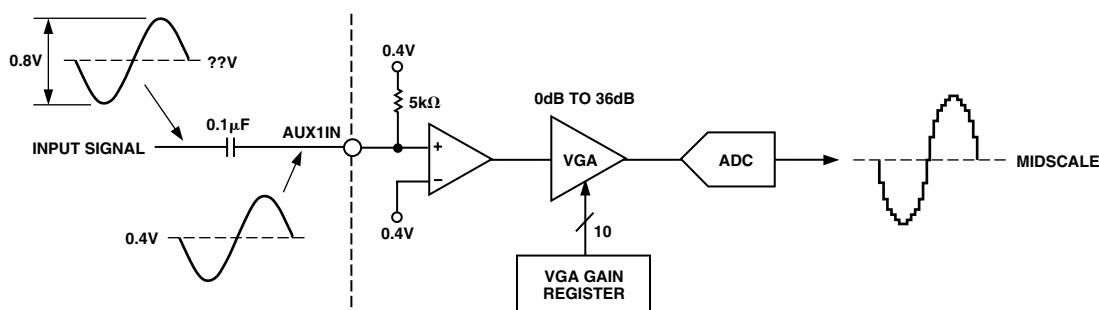 0.8V
??V
0.4V
5kΩ
0dB TO 36dB
0.1μF
AUX1IN
INPUT SIGNAL
+
VGA
ADC
MIDSCALE
–
0.4V
0.4V
10
VGA GAIN
REGISTER